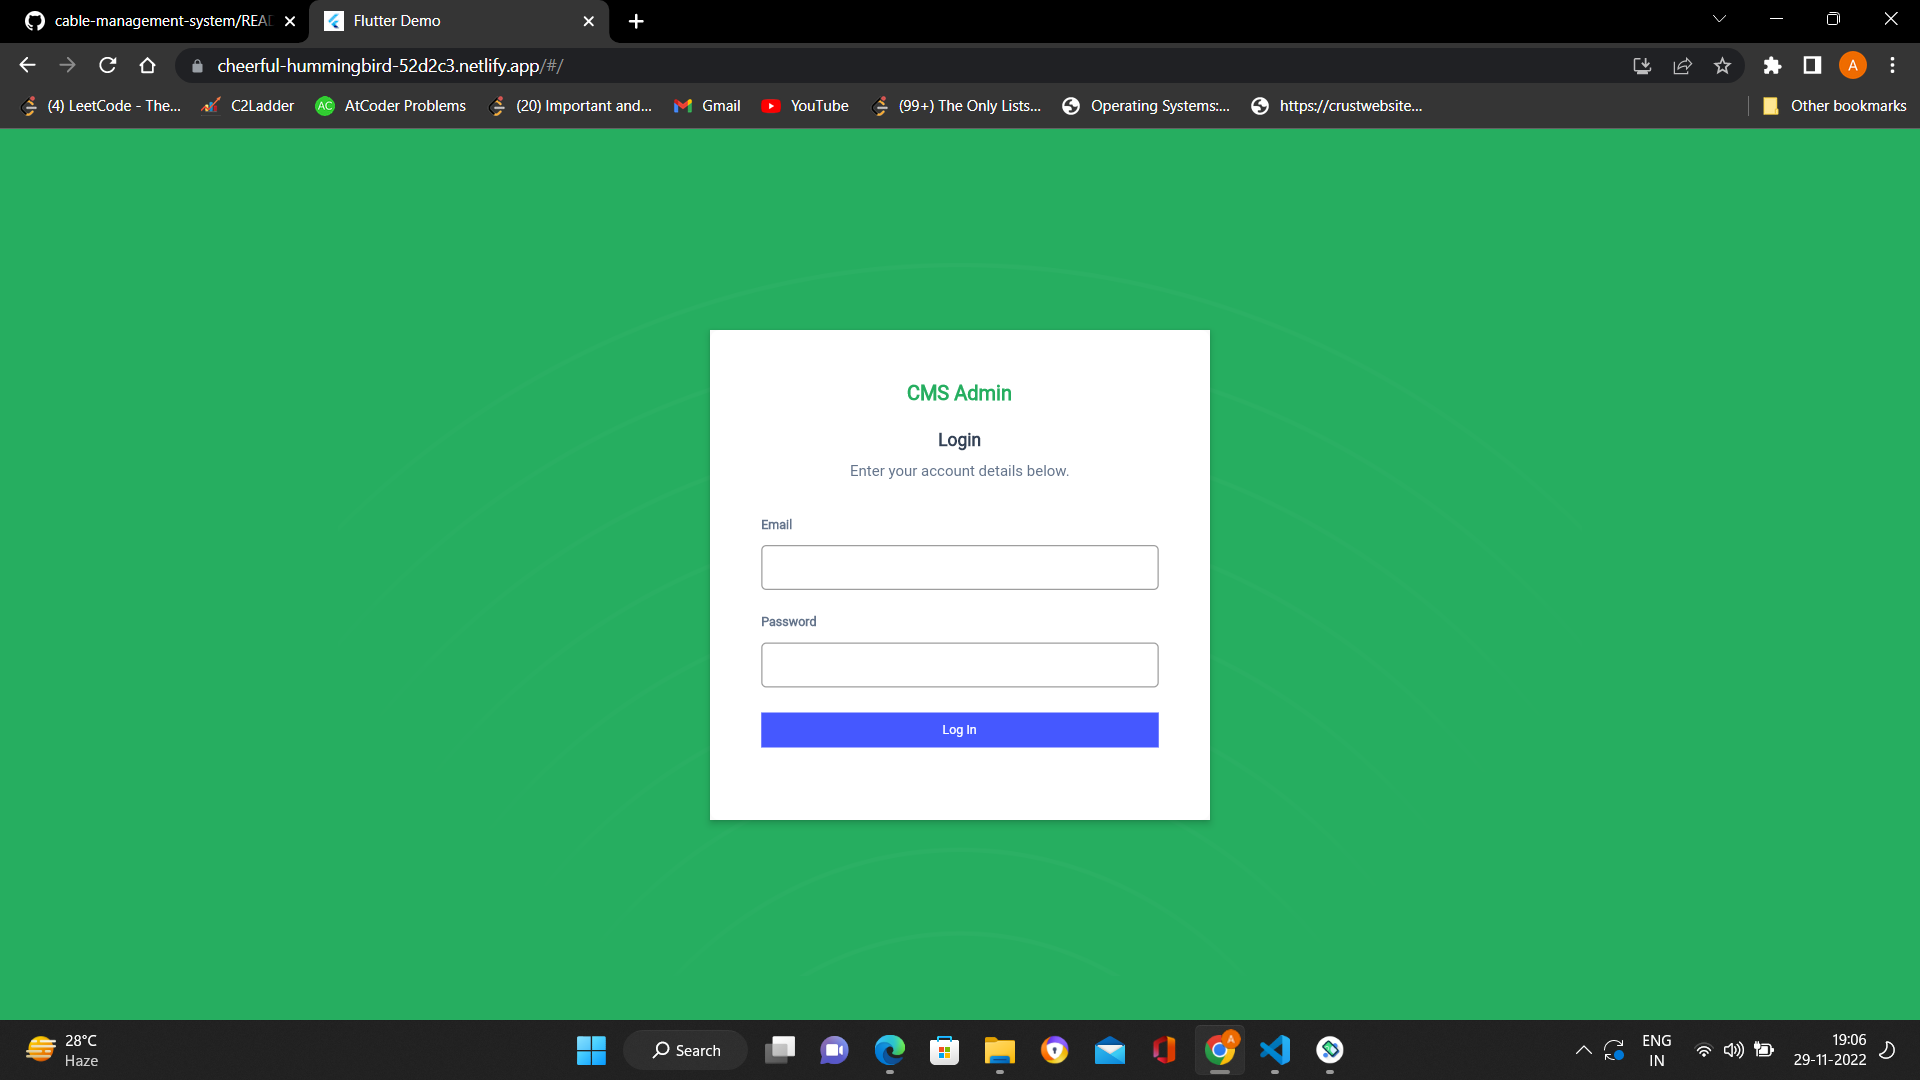 cable-management-system/READ
Flutter Demo
cheerful-hummingbird-52d2c3.netlify.app/#/
A
(4) LeetCode - The...
C2Ladder
AC
AtCoder Problems
(20) Important and...
Gmail
YouTube
(99+) The Only Lists...
Operating Systems:...
https://crustwebsite...
Other bookmarks
CMS Admin
Login
Enter your account details below.
Email
Password
Log In
28°C
Haze
Search
A
ENG
IN
19:06
29-11-2022